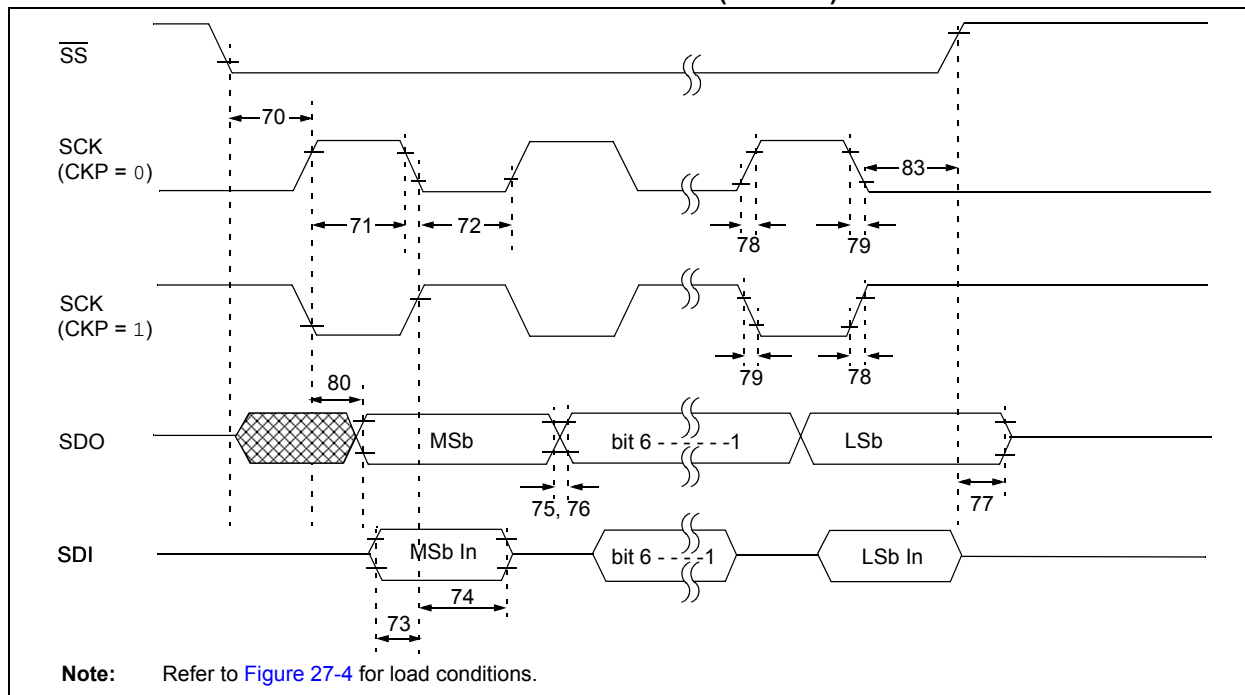 SS
70
SCK
(CKP = 0)
83
71
72
78
79
SCK
(CKP = 1)
79
78
80
SDO
MSb
bit 6 - - - - - - -1
LSb
75, 76
77
SDI
MSb In
bit 6 - - - - -1
LSb In
74
73
Note: Refer to Figure 27-4 for load conditions.